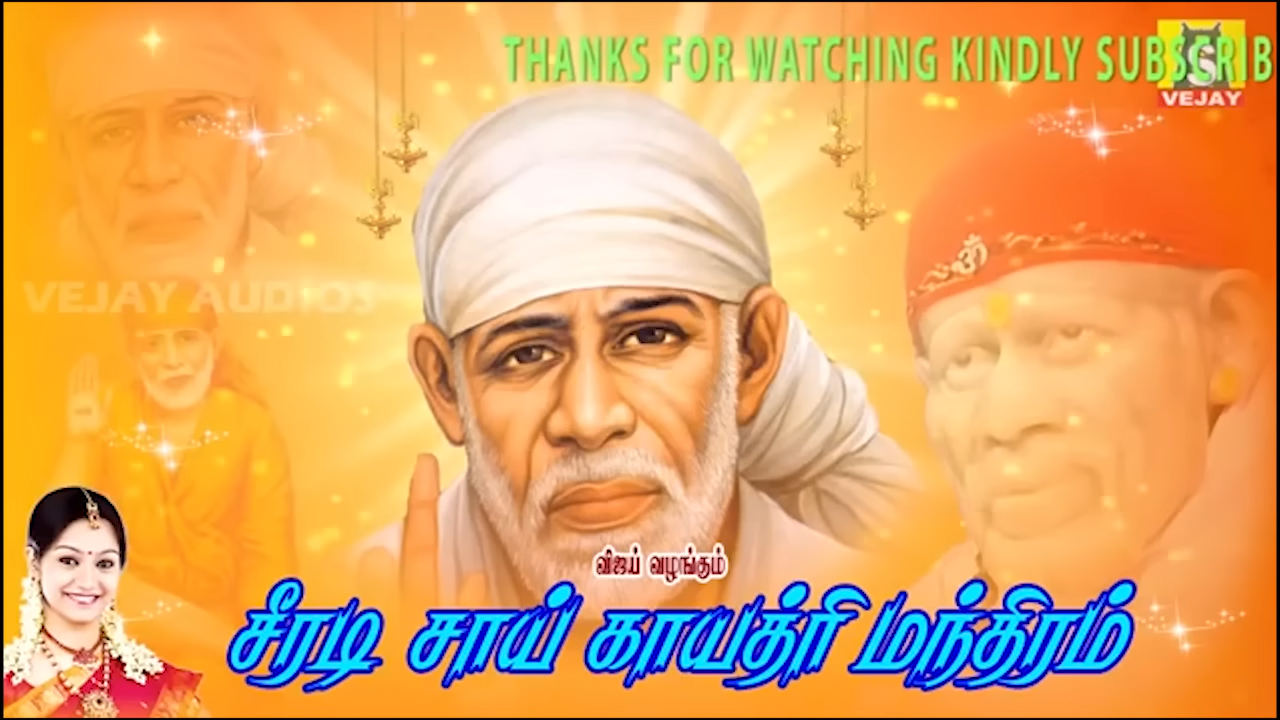 THANKS FOR WATCHING KINDLY SUBSCRIB
S
VEJAY
VEJAY AUDIOS
விஜய் வழங்கும்
சீரடி சாய் காயத்ரி மந்திரம்